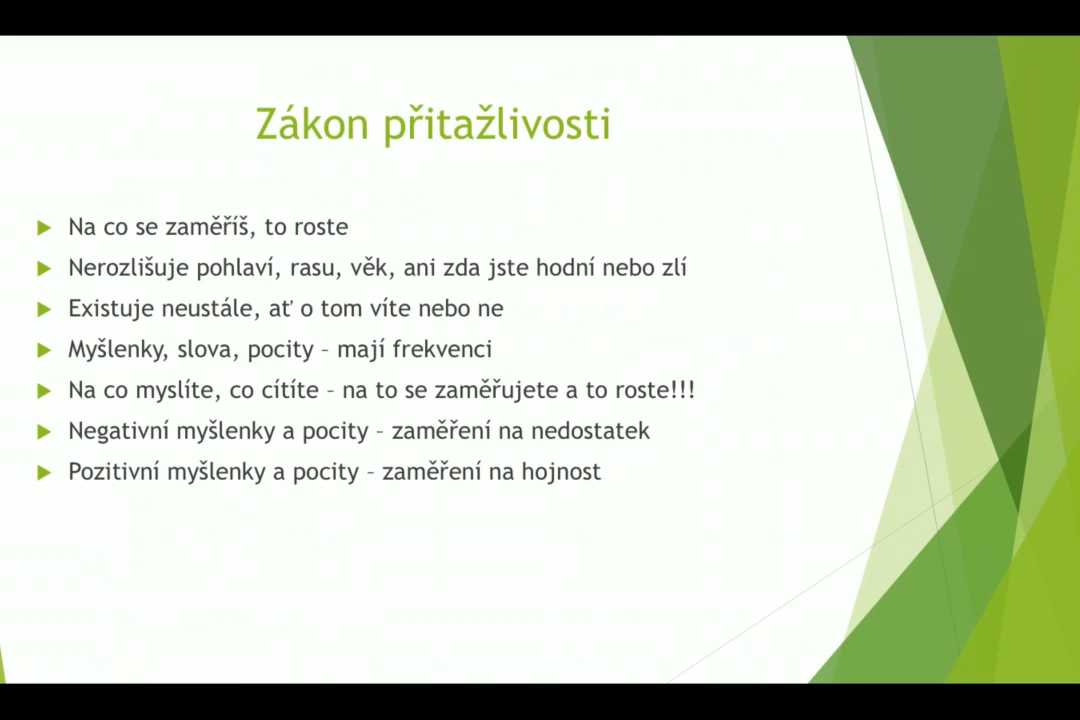 Zákon přitažlivosti
Na co se zaměříš, to roste
Nerozlišuje pohlaví, rasu, věk, ani zda jste hodní nebo zlí
Existuje neustále, ať o tom víte nebo ne
Myšlenky, slova, pocity – mají frekvenci
Na co myslíte, co cítíte – na to se zaměřujete a to roste!!!
Negativní myšlenky a pocity – zaměření na nedostatek
Pozitivní myšlenky a pocity – zaměření na hojnost